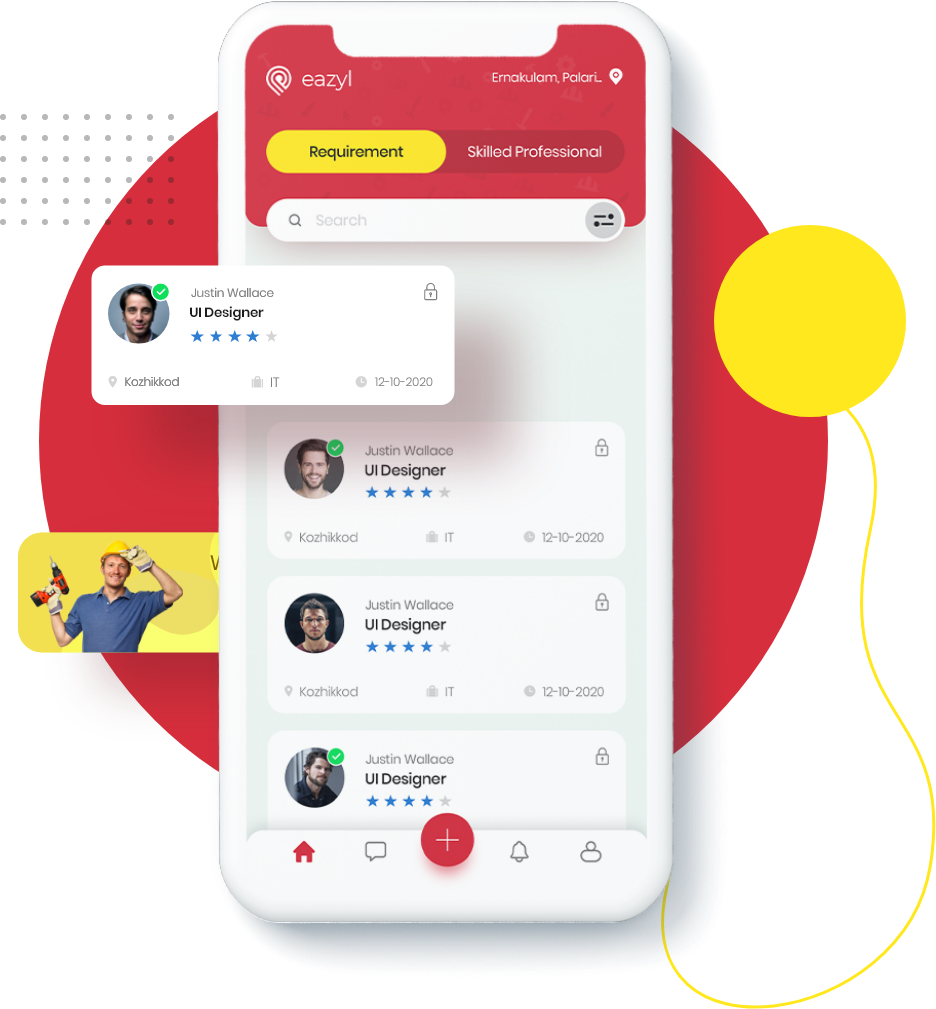 eazyl
Ernakulam, Palari...
Requirement
Skilled Professional
Search
Justin Wallace
UI Designer
Kozhikkod
IT
12-10-2020
Justin Wallace
UI Designer
Kozhikkod
IT
12-10-2020
W
Justin Wallace
UI Designer
Kozhikkod
IT
12-10-2020
Justin Wallace
UI Designer